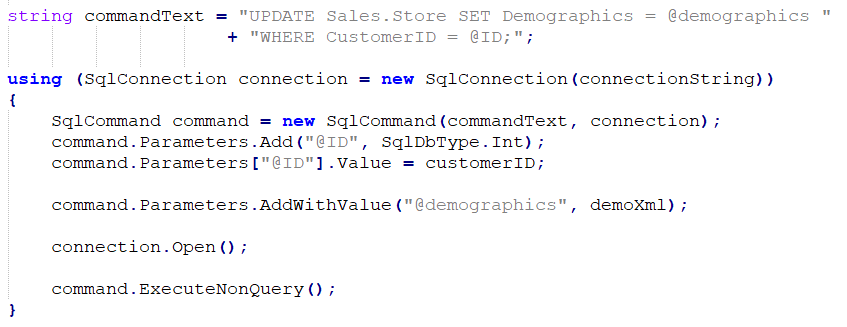 string commandText = "UPDATE Sales.Store SET Demographics = @demographics "
                    + "WHERE CustomerID = @ID;";

using (SqlConnection connection = new SqlConnection(connectionString))
{
    SqlCommand command = new SqlCommand(commandText, connection);
    command.Parameters.Add("@ID", SqlDbType.Int);
    command.Parameters["@ID"].Value = customerID;

    command.Parameters.AddWithValue("@demographics", demoXml);

    connection.Open();

    command.ExecuteNonQuery();
}